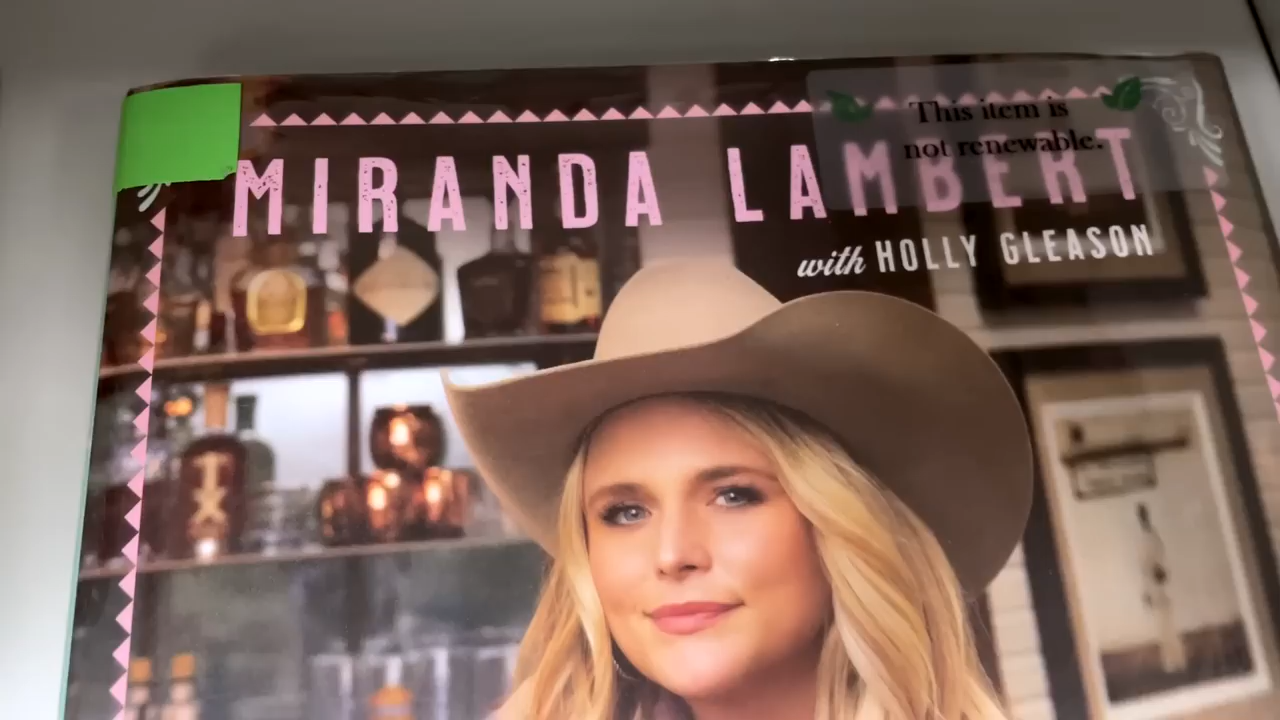 This item is
not renewable.
MIRANDA LAMBERT
with HOLLY GLEASON